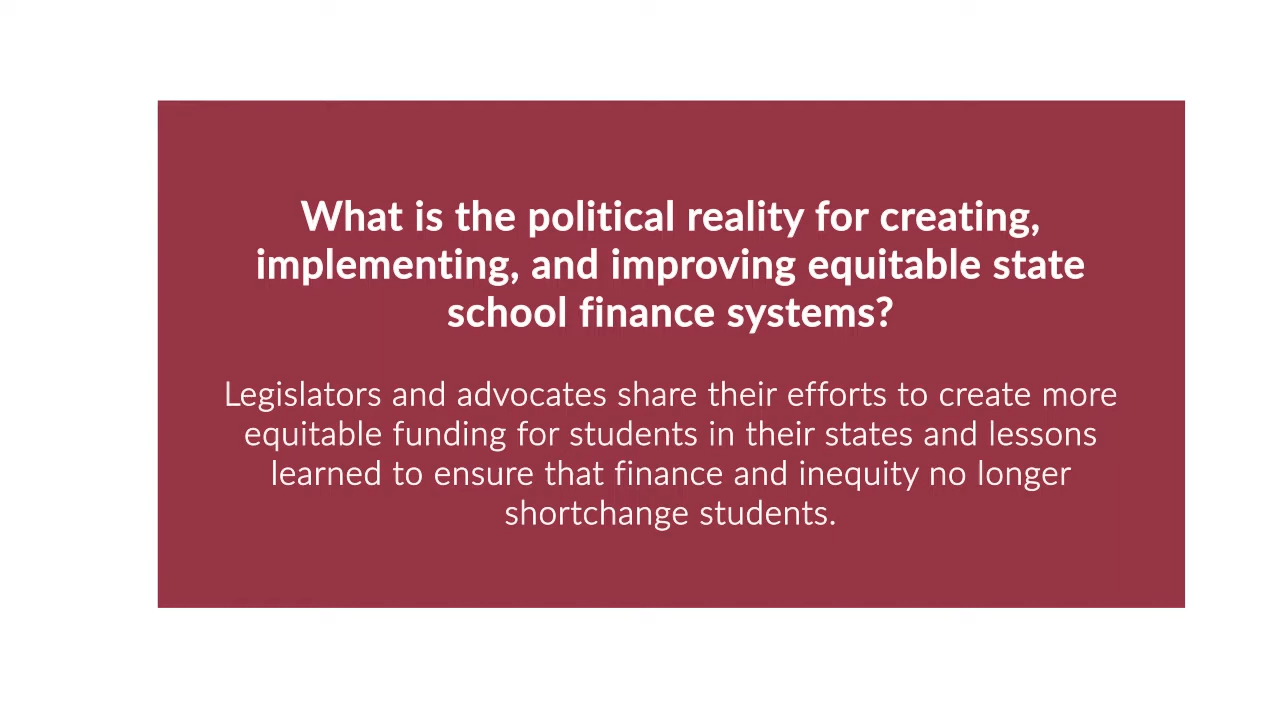 What is the political reality for creating,
implementing, and improving equitable state
school finance systems?
Legislators and advocates share their efforts to create more
equitable funding for students in their states and lessons
learned to ensure that finance and inequity no longer
shortchange students.